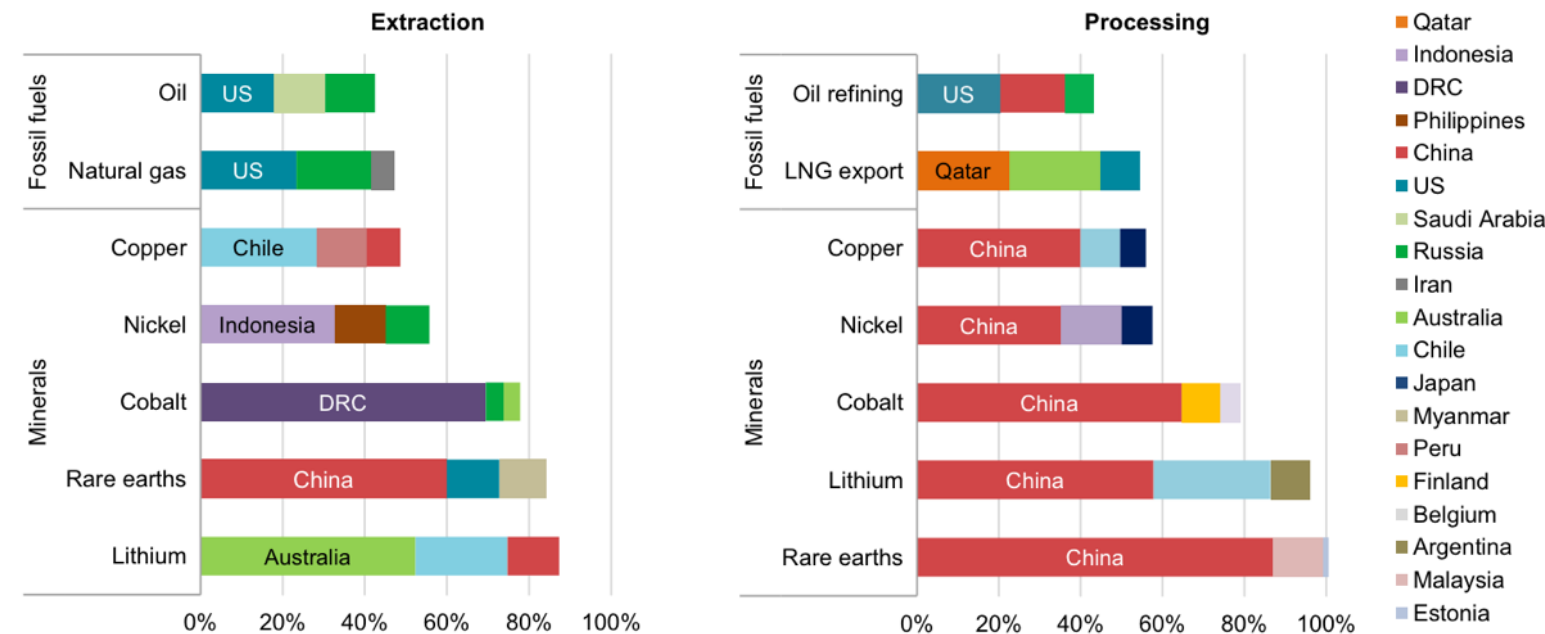 Extraction
Fossil fuels
Oil
US
Natural gas
US
Minerals
Copper
Chile
Nickel
Indonesia
Cobalt
DRC
Rare earths
China
Lithium
Australia
0% 20% 40% 60% 80% 100%
Processing
Fossil fuels
Oil refining
US
LNG export
Qatar
Minerals
Copper
China
Nickel
China
Cobalt
China
Lithium
China
Rare earths
China
0% 20% 40% 60% 80% 100%
Qatar
Indonesia
DRC
Philippines
China
US
Saudi Arabia
Russia
Iran
Australia
Chile
Japan
Myanmar
Peru
Finland
Belgium
Argentina
Malaysia
Estonia